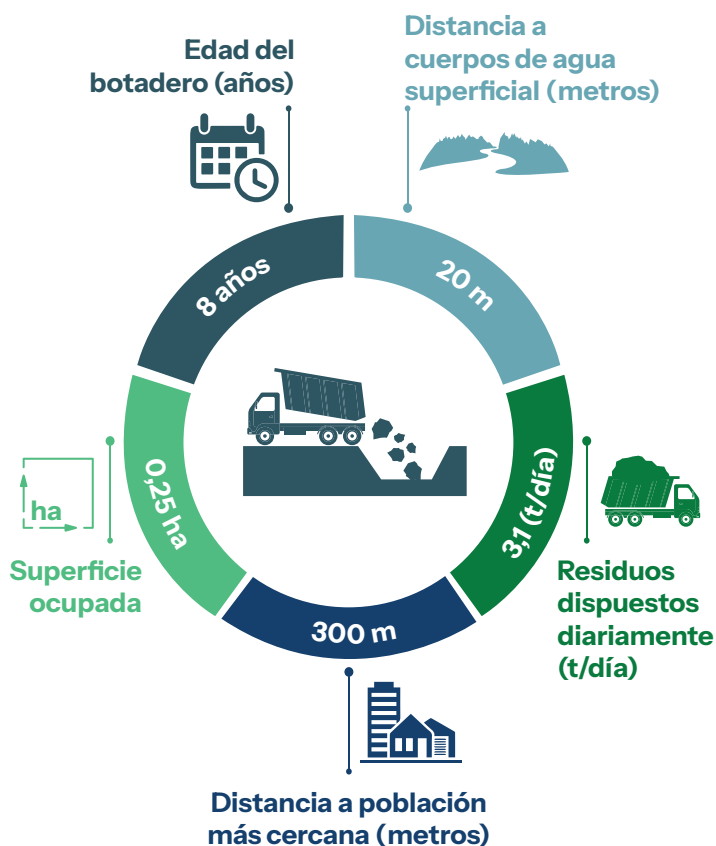 Edad del
botadero (años)
Distancia a
cuerpos de agua
superficial (metros)
8 años
20 m
0,25 ha
3,1 (t/día)
300 m
ha
Superficie
ocupada
Residuos
dispuestos
diariamente
(t/día)
Distancia a población
más cercana (metros)